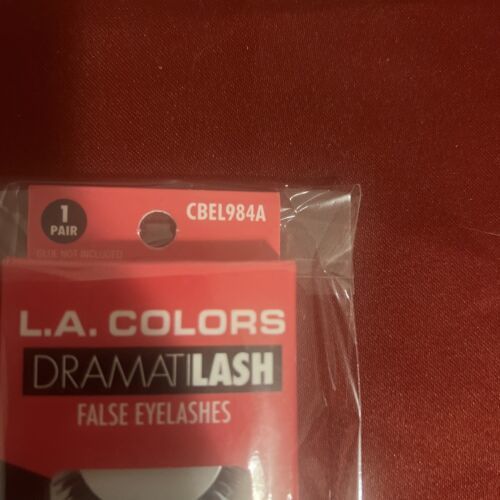 1
PAIR
CBEL984A
GLUE NOT INCLUDED
L.A. COLORS
DRAMATILASH
FALSE EYELASHES